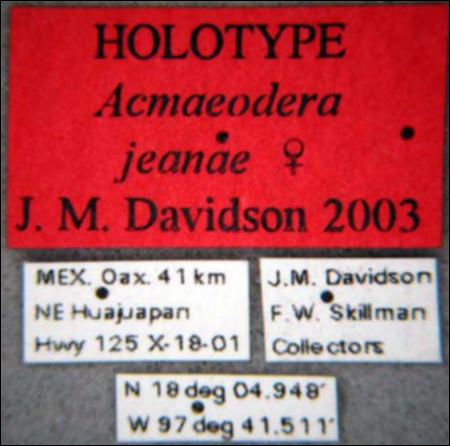 HOLOTYPE
Acmaeodera
jeanae ♀
J. M. Davidson 2003
MEX. Oax. 41 km
NE Huajuapan
Hwy 125 X-18-01
J.M. Davidson
F.W. Skillman
Collectors
N 18 deg 04.948'
W 97 deg 41.511'